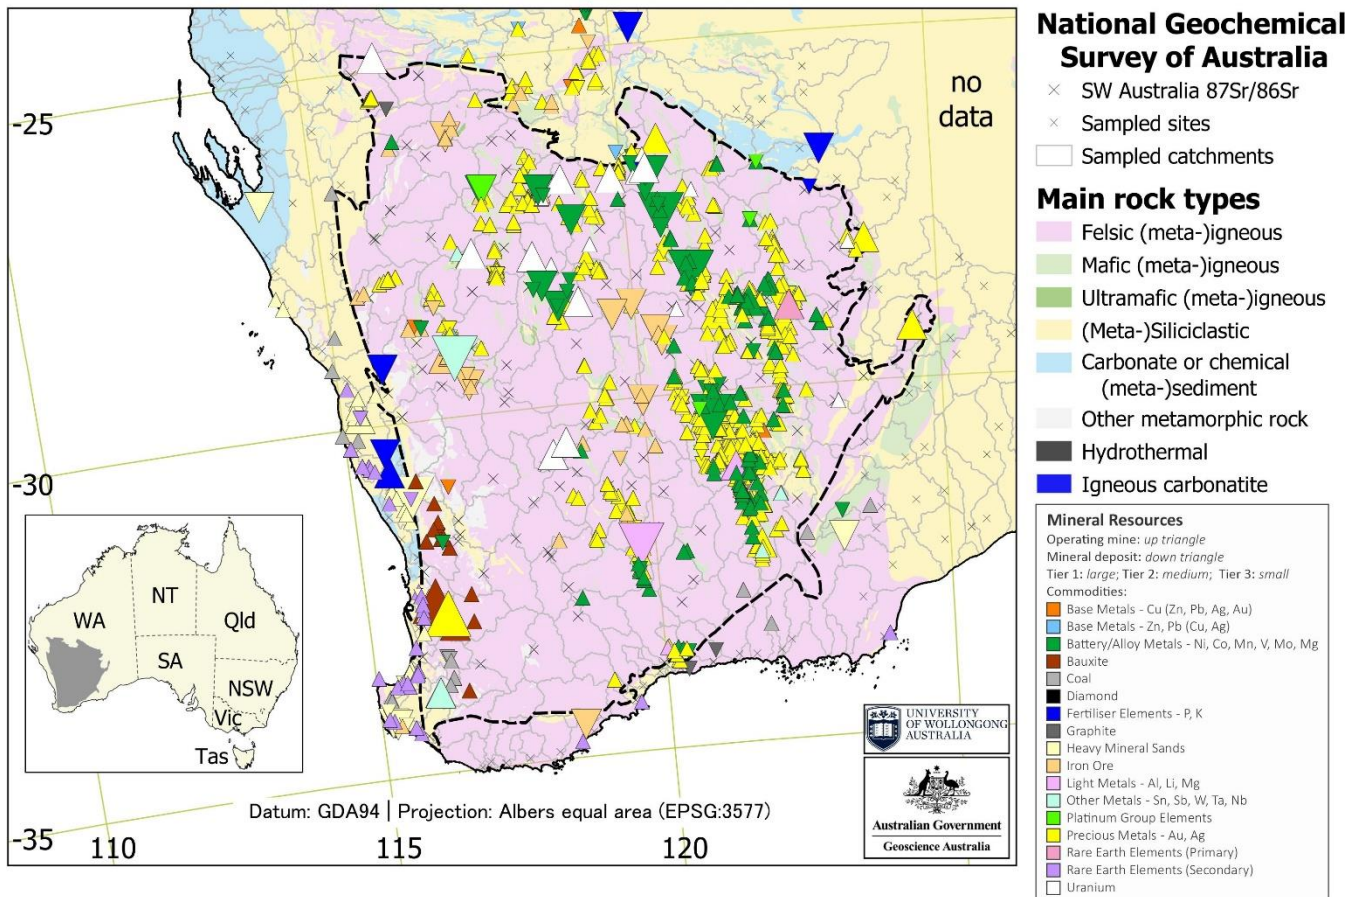 National Geochemical
Survey of Australia
SW Australia 87Sr/86Sr
Sampled sites
Sampled catchments
Main rock types
Felsic (meta-)igneous
Mafic (meta-)igneous
Ultramafic (meta-)igneous
(Meta-)Siliciclastic
Carbonate or chemical
(meta-)sediment
Other metamorphic rock
Hydrothermal
Igneous carbonatite
Mineral Resources
Operating mine: up triangle
Mineral deposit: down triangle
Tier 1: large; Tier 2: medium; Tier 3: small
Commodities:
Base Metals - Cu (Zn, Pb, Ag, Au)
Base Metals - Zn, Pb (Cu, Ag)
Battery/Alloy Metals - Ni, Co, Mn, V, Mo, Mg
Bauxite
Coal
Diamond
Fertiliser Elements - P, K
Graphite
Heavy Mineral Sands
Iron Ore
Light Metals - Al, Li, Mg
Other Metals - Sn, Sb, W, Ta, Nb
Platinum Group Elements
Precious Metals - Au, Ag
Rare Earth Elements (Primary)
Rare Earth Elements (Secondary)
Uranium
no
data
-25
-30
-35
110
115
120
WA
NT
Qld
SA
NSW
Vic
Tas
Datum: GDA94 | Projection: Albers equal area (EPSG:3577)
UNIVERSITY
OF WOLLONGONG
AUSTRALIA
Australian Government
Geoscience Australia